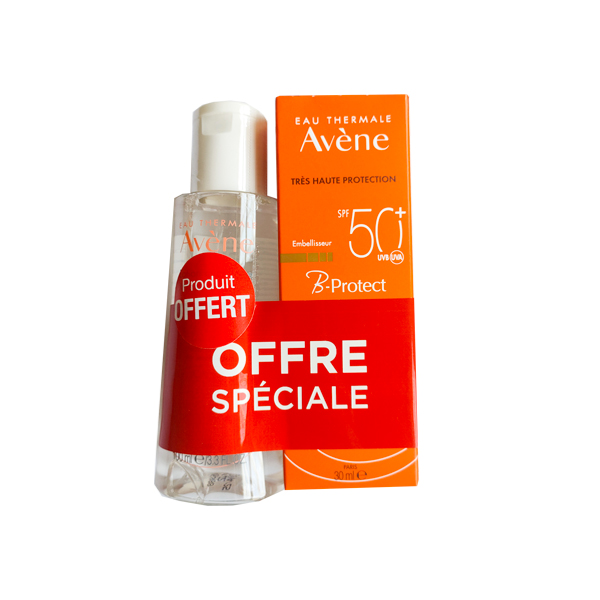 EAU THERMALE
Avène
Produit
OFFERT
EAU THERMALE
Avène
TRÈS HAUTE PROTECTION
SPF 50+
UVB UVA
Embellisseur
B-Protect
OFFRE
SPÉCIALE
PARIS
30 ml ℮